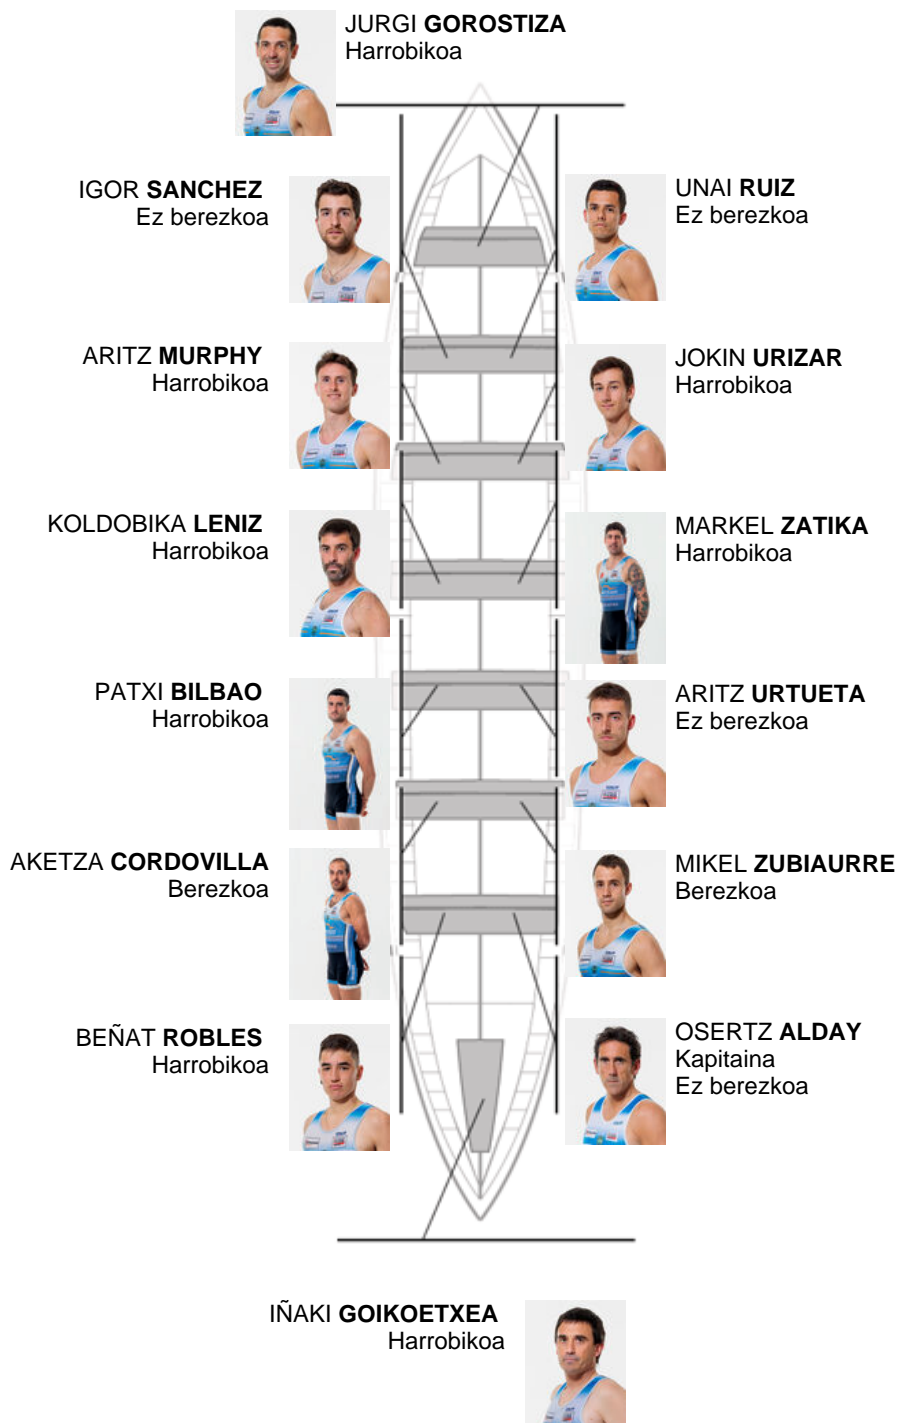 JURGI GOROSTIZA
Harrobikoa
IGOR SANCHEZ
Ez berezkoa
UNAI RUIZ
Ez berezkoa
ARITZ MURPHY
Harrobikoa
JOKIN URIZAR
Harrobikoa
KOLDOBIKA LENIZ
Harrobikoa
MARKEL ZATIKA
Harrobikoa
PATXI BILBAO
Harrobikoa
ARITZ URTUETA
Ez berezkoa
AKETZA CORDOVILLA
Berezkoa
MIKEL ZUBIAURRE
Berezkoa
BEÑAT ROBLES
Harrobikoa
OSERTZ ALDAY
Kapitaina
Ez berezkoa
IÑAKI GOIKOETXEA
Harrobikoa